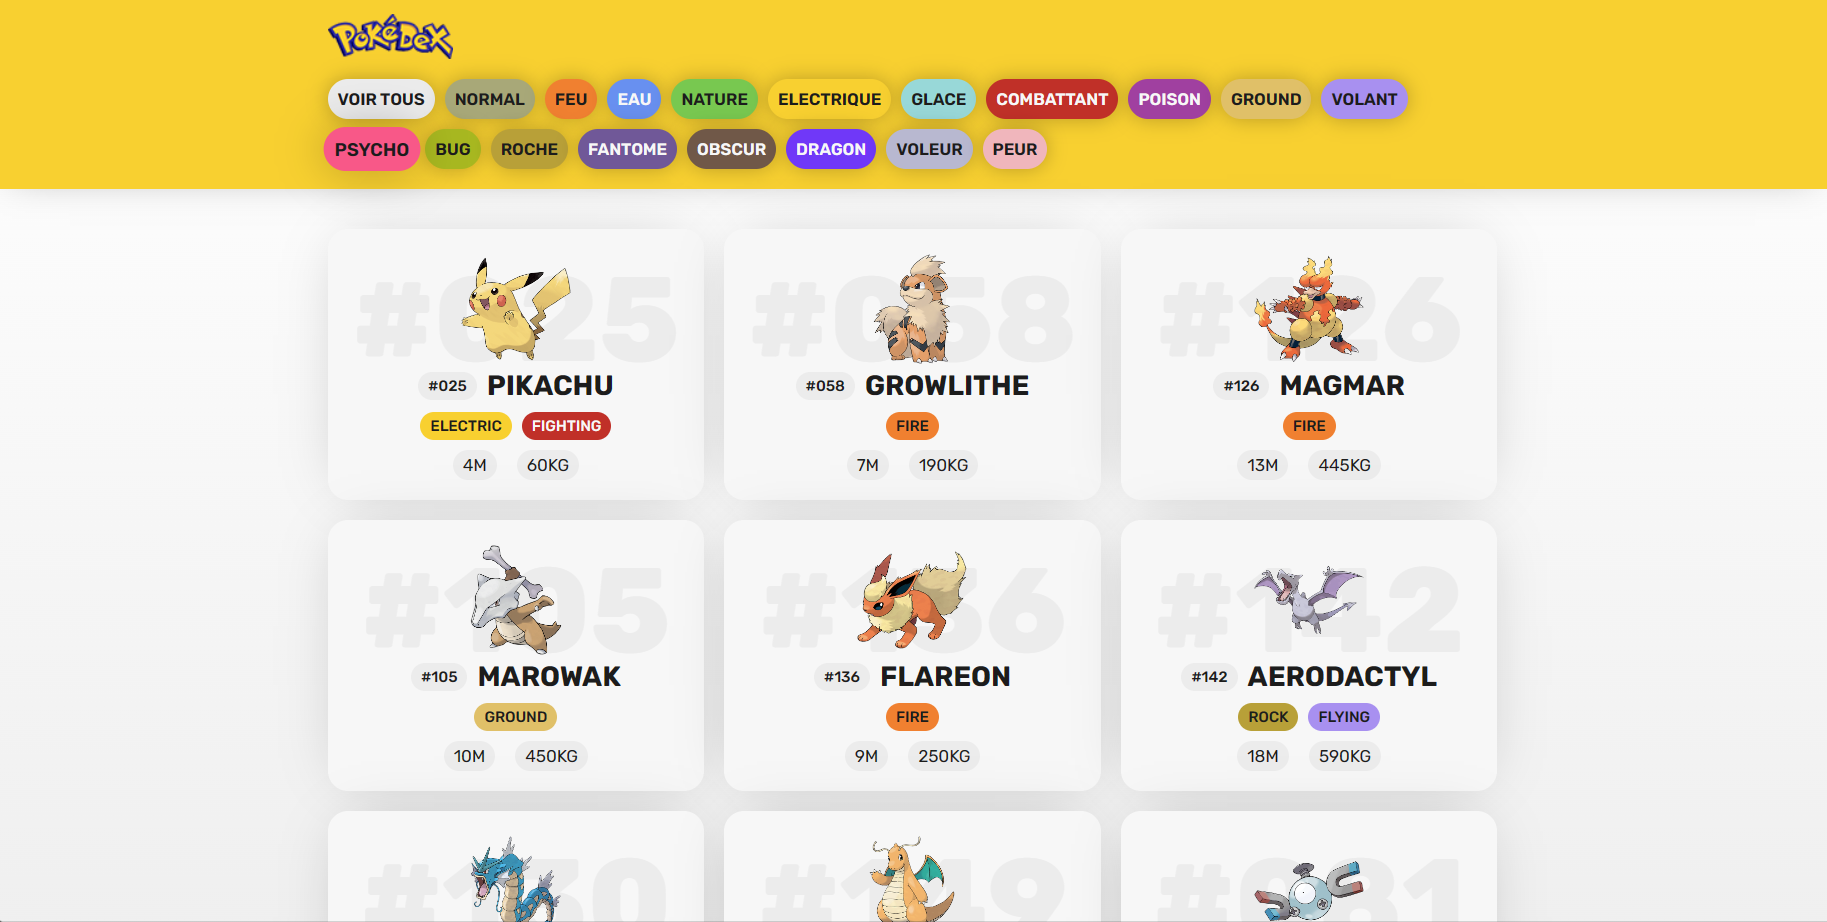 POKéDEX
VOIR TOUS NORMAL FEU EAU NATURE ELECTRIQUE GLACE COMBATTANT POISON GROUND VOLANT
PSYCHO BUG ROCHE FANTOME OBSCUR DRAGON VOLEUR PEUR
#025
#025 PIKACHU
ELECTRIC FIGHTING
4M 60KG
#058
#058 GROWLITHE
FIRE
7M 190KG
#126
#126 MAGMAR
FIRE
13M 445KG
#105
#105 MAROWAK
GROUND
10M 450KG
#136
#136 FLAREON
FIRE
9M 250KG
#142
#142 AERODACTYL
ROCK FLYING
18M 590KG
#130
#149
#081